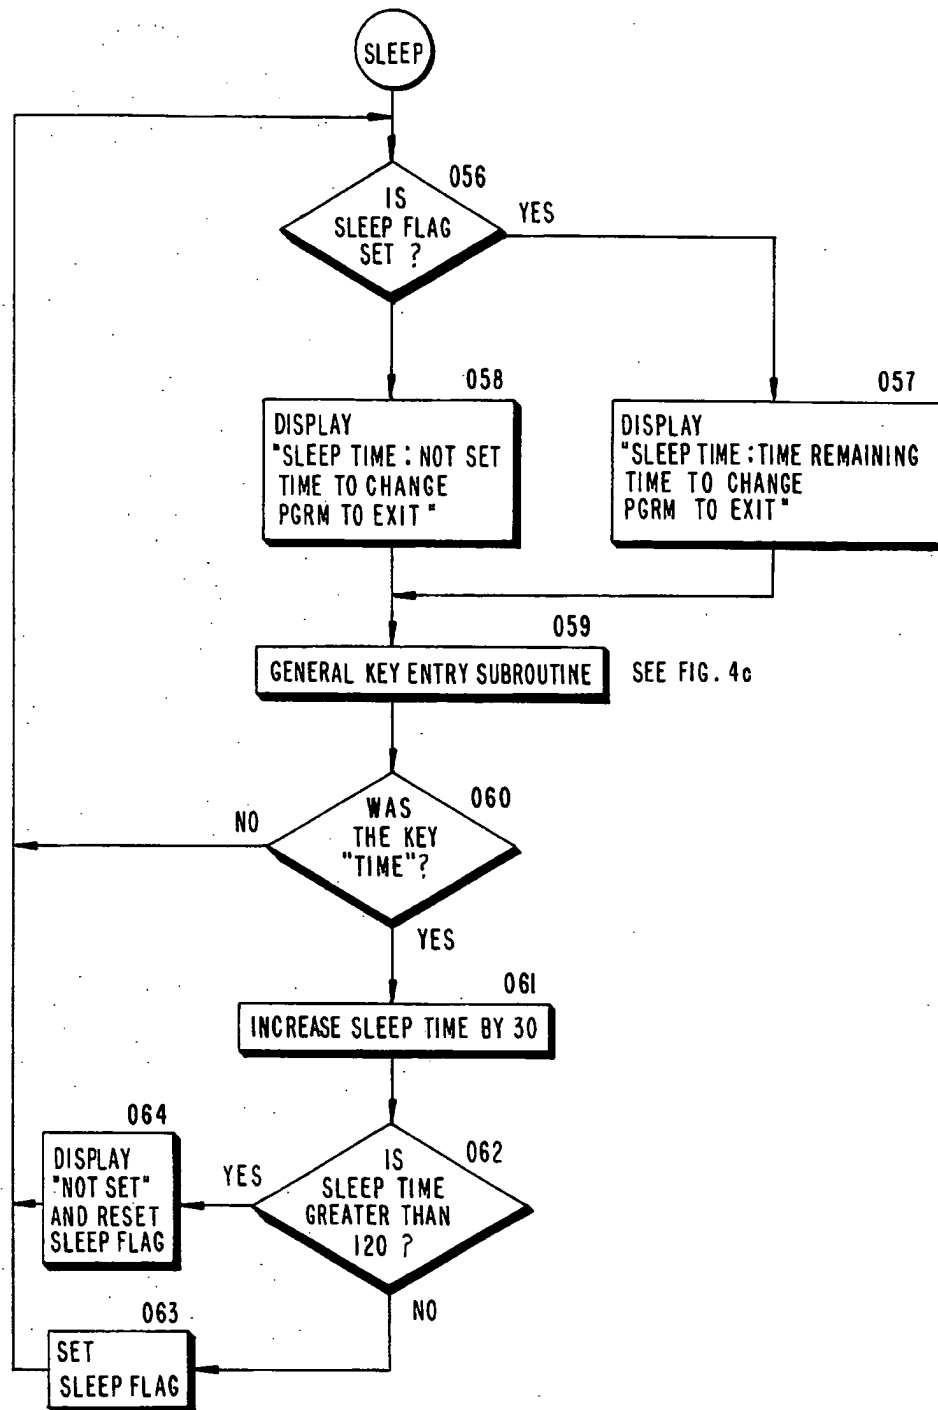 SLEEP
056
IS
SLEEP FLAG
SET ?
YES
058
DISPLAY
"SLEEP TIME : NOT SET
TIME TO CHANGE
PGRM TO EXIT "
057
DISPLAY
"SLEEP TIME : TIME REMAINING
TIME TO CHANGE
PGRM TO EXIT"
059
GENERAL KEY ENTRY SUBROUTINE
SEE FIG. 4c
060
WAS
THE KEY
"TIME"?
NO
YES
061
INCREASE SLEEP TIME BY 30
062
IS
SLEEP TIME
GREATER THAN
120 ?
YES
NO
064
DISPLAY
"NOT SET"
AND RESET
SLEEP FLAG
063
SET
SLEEP FLAG